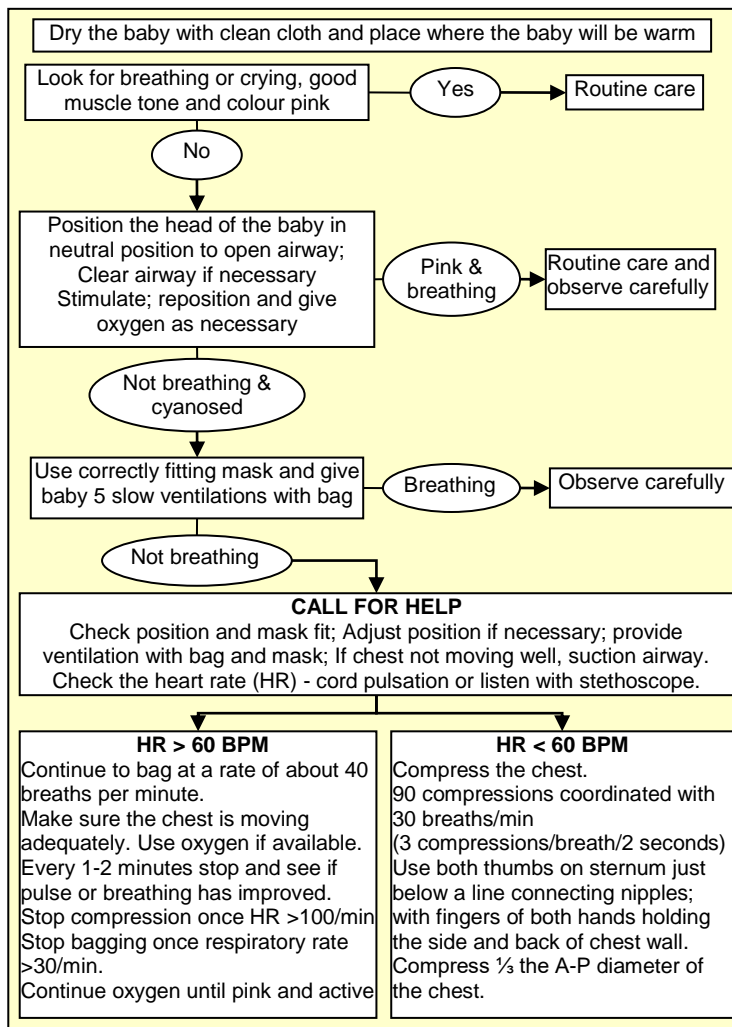 Dry the baby with clean cloth and place where the baby will be warm
Look for breathing or crying, good
muscle tone and colour pink
Yes
Routine care
No
Position the head of the baby in
neutral position to open airway;
Clear airway if necessary
Stimulate; reposition and give
oxygen as necessary
Pink &
breathing
Routine care and
observe carefully
Not breathing &
cyanosed
Use correctly fitting mask and give
baby 5 slow ventilations with bag
Breathing
Observe carefully
Not breathing
CALL FOR HELP
Check position and mask fit; Adjust position if necessary; provide
ventilation with bag and mask; If chest not moving well, suction airway.
Check the heart rate (HR) - cord pulsation or listen with stethoscope.
HR > 60 BPM
Continue to bag at a rate of about 40
breaths per minute.
Make sure the chest is moving
adequately. Use oxygen if available.
Every 1-2 minutes stop and see if
pulse or breathing has improved.
Stop compression once HR >100/min
Stop bagging once respiratory rate
>30/min.
Continue oxygen until pink and active
HR < 60 BPM
Compress the chest.
90 compressions coordinated with
30 breaths/min
(3 compressions/breath/2 seconds)
Use both thumbs on sternum just
below a line connecting nipples;
with fingers of both hands holding
the side and back of chest wall.
Compress ⅓ the A-P diameter of
the chest.